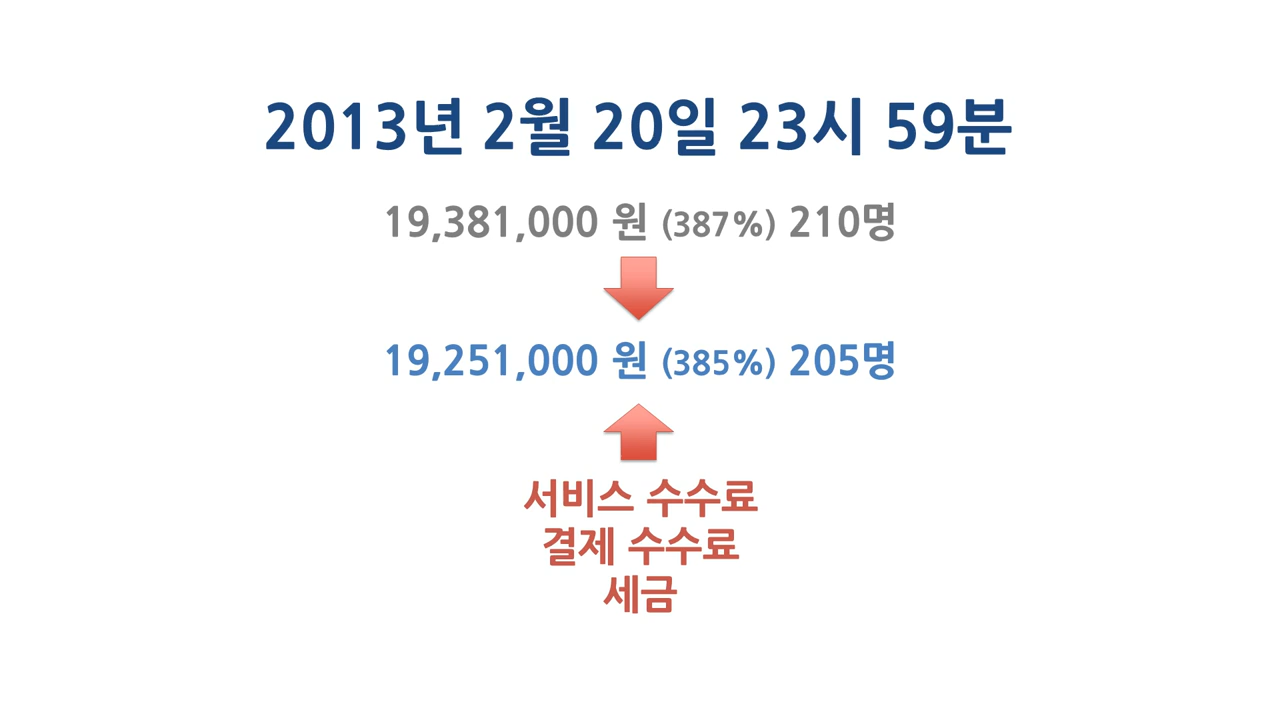 2013년 2월 20일 23시 59분
19,381,000 원 (387%) 210명
19,251,000 원 (385%) 205명
서비스 수수료
결제 수수료
세금